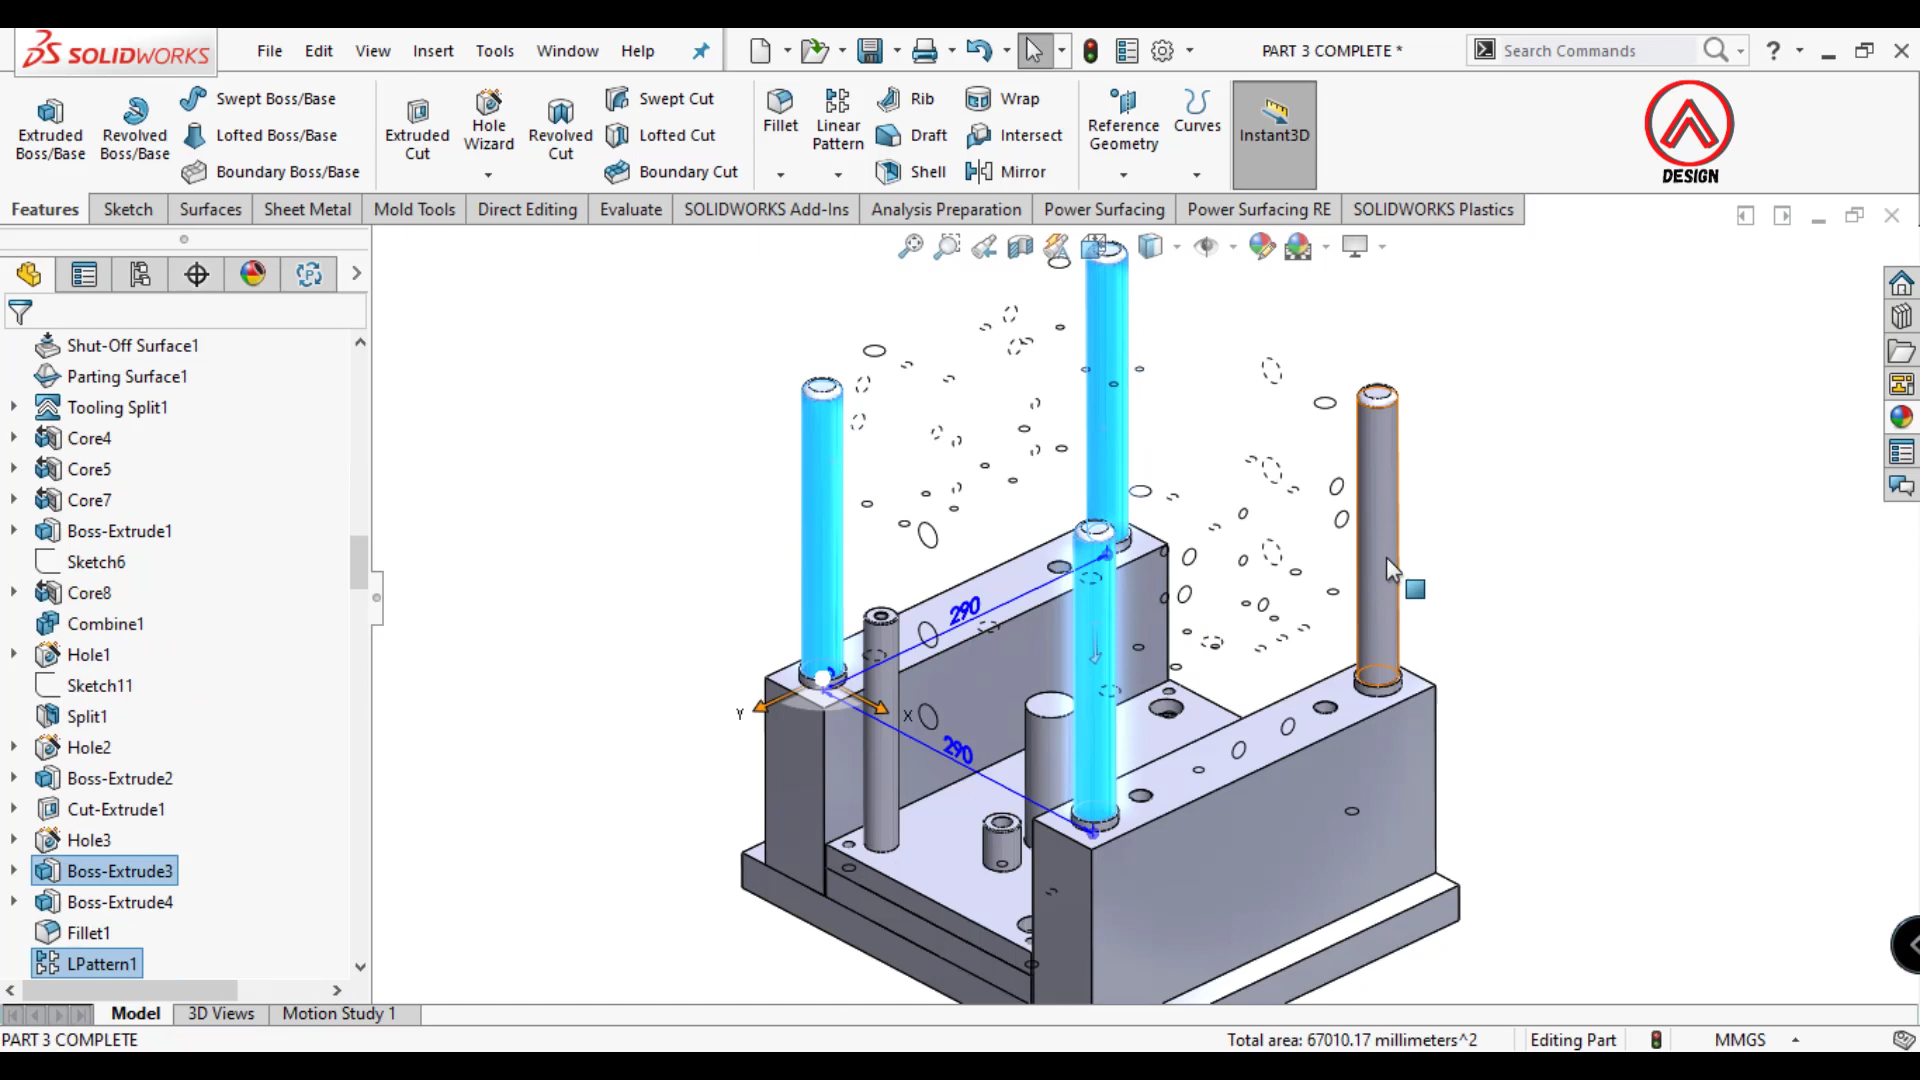 SOLIDWORKS
File Edit View Insert Tools Window Help
PART 3 COMPLETE *
Search Commands
?
Extruded Boss/Base
Revolved Boss/Base
Swept Boss/Base
Lofted Boss/Base
Boundary Boss/Base
Extruded Cut
Hole Wizard
Revolved Cut
Swept Cut
Lofted Cut
Boundary Cut
Fillet
Linear Pattern
Rib
Draft
Shell
Wrap
Intersect
Mirror
Reference Geometry
Curves
Instant3D
DESIGN
Features Sketch Surfaces Sheet Metal Mold Tools Direct Editing Evaluate SOLIDWORKS Add-Ins Analysis Preparation Power Surfacing Power Surfacing RE SOLIDWORKS Plastics
Shut-Off Surface1
Parting Surface1
Tooling Split1
Core4
Core5
Core7
Boss-Extrude1
Sketch6
Core8
Combine1
Hole1
Sketch11
Split1
Hole2
Boss-Extrude2
Cut-Extrude1
Hole3
Boss-Extrude3
Boss-Extrude4
Fillet1
LPattern1
290
Y
X
290
Model 3D Views Motion Study 1
PART 3 COMPLETE
Total area: 67010.17 millimeters^2
Editing Part
MMGS